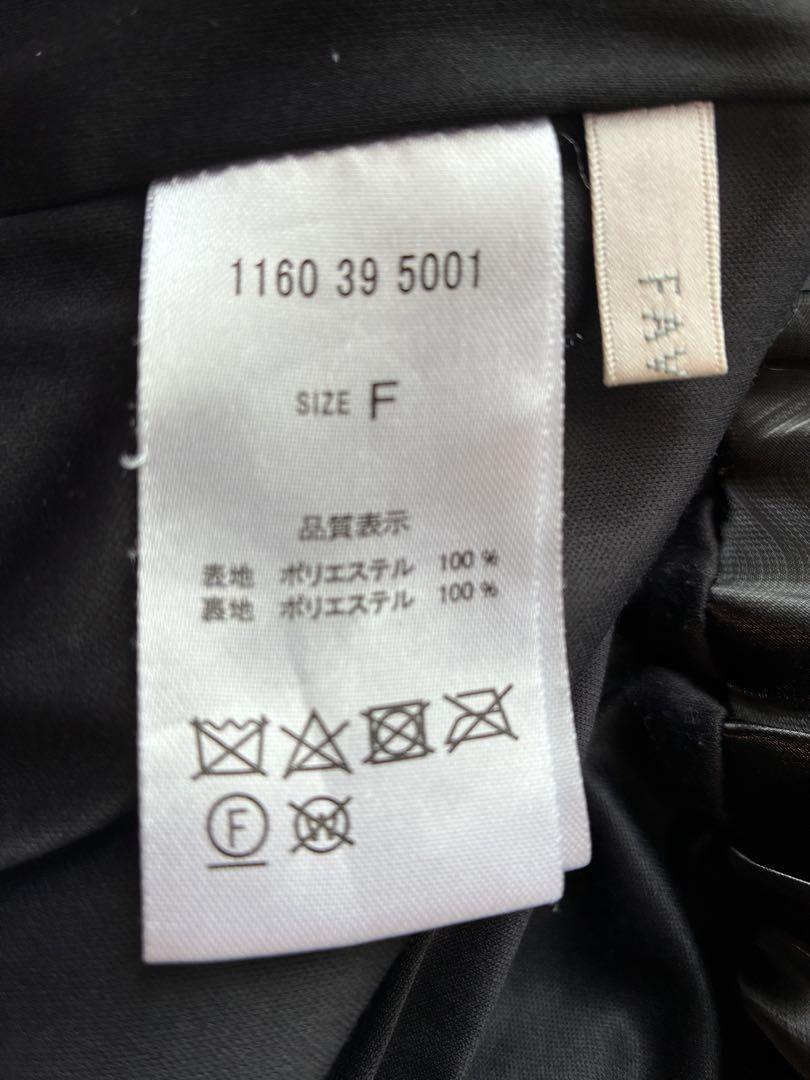 1160 39 5001
SIZE F
品質表示
表地 ポリエステル 100%
裏地 ポリエステル 100%
F W
FAV